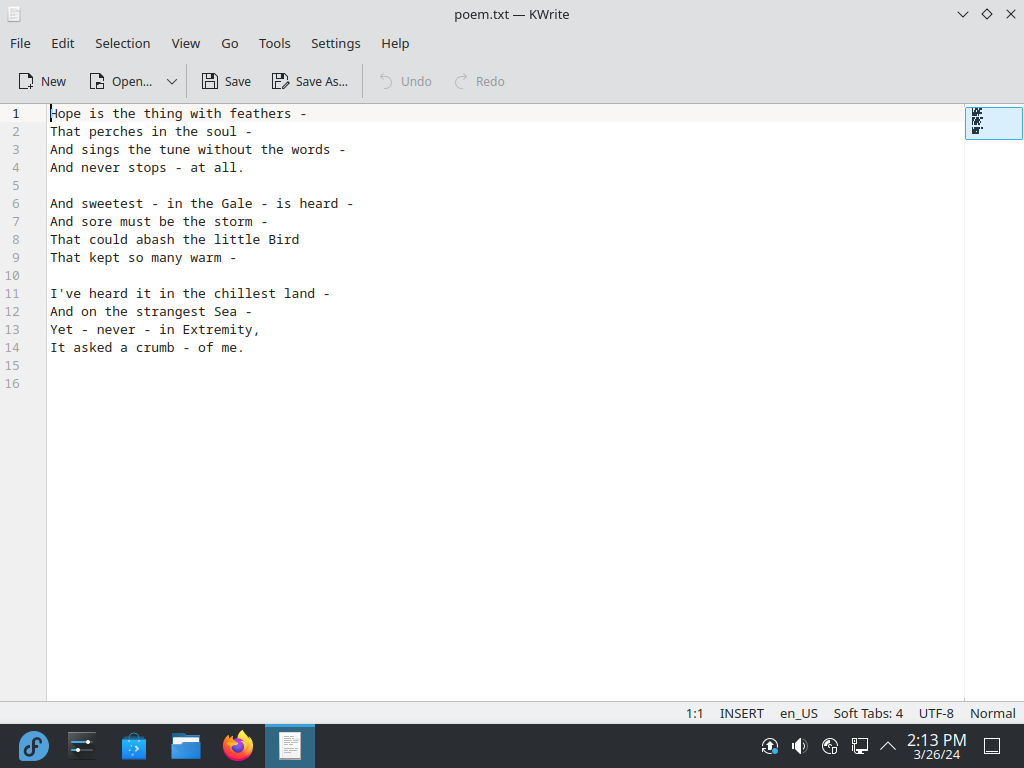 poem.txt — KWrite
File Edit Selection View Go Tools Settings Help
New Open... Save Save As... Undo Redo
1 Hope is the thing with feathers -
2 That perches in the soul -
3 And sings the tune without the words -
4 And never stops - at all.
5
6 And sweetest - in the Gale - is heard -
7 And sore must be the storm -
8 That could abash the little Bird
9 That kept so many warm -
10
11 I've heard it in the chillest land -
12 And on the strangest Sea -
13 Yet - never - in Extremity,
14 It asked a crumb - of me.
15
16
1:1 INSERT en_US Soft Tabs: 4 UTF-8 Normal
2:13 PM
3/26/24